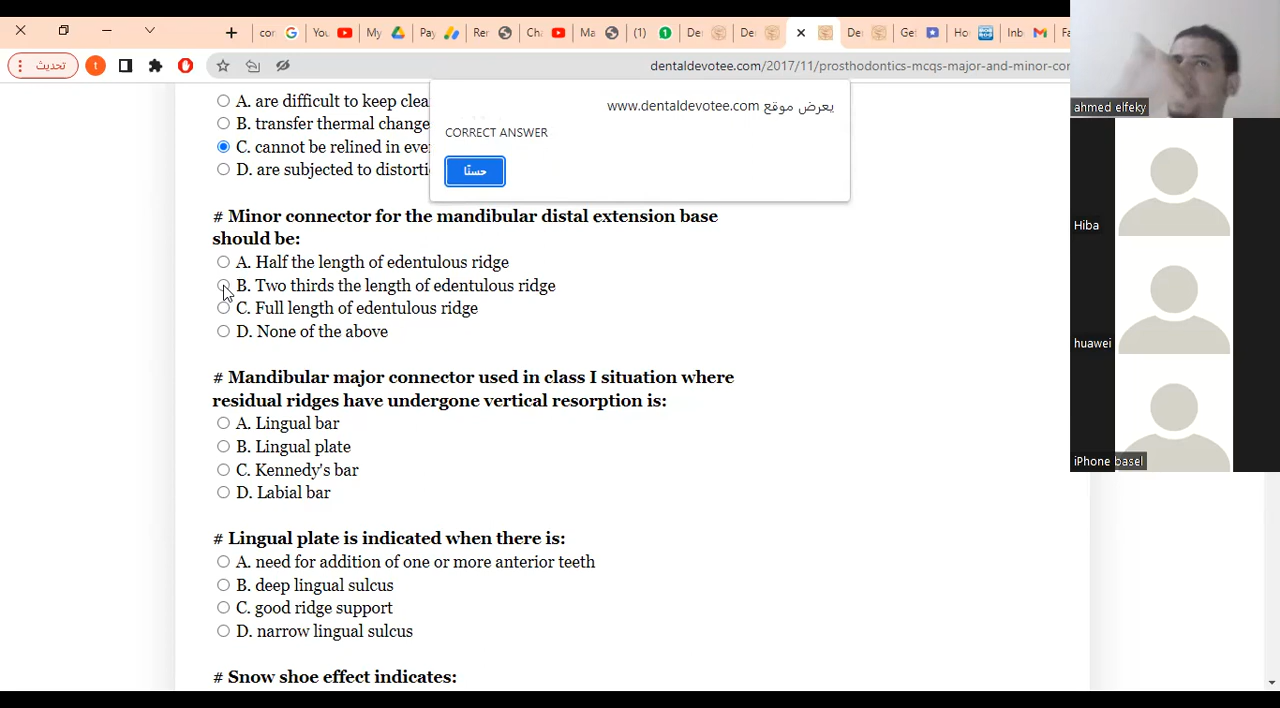 cor
You
My
Pay
Rer
Cha
Ma
(1)
De
De
De
Ge
Ho
Inb
Fa
تحديث
t
dentaldevotee.com/2017/11/prosthodontics-mcqs-major-and-minor-cor
يعرض موقع www.dentaldevotee.com
CORRECT ANSWER
حسنًا
A. are difficult to keep clea
B. transfer thermal change
C. cannot be relined in eve
D. are subjected to distorti
# Minor connector for the mandibular distal extension base
should be:
A. Half the length of edentulous ridge
B. Two thirds the length of edentulous ridge
C. Full length of edentulous ridge
D. None of the above
# Mandibular major connector used in class I situation where
residual ridges have undergone vertical resorption is:
A. Lingual bar
B. Lingual plate
C. Kennedy's bar
D. Labial bar
# Lingual plate is indicated when there is:
A. need for addition of one or more anterior teeth
B. deep lingual sulcus
C. good ridge support
D. narrow lingual sulcus
# Snow shoe effect indicates:
ahmed elfeky
Hiba
huawei
iPhone basel